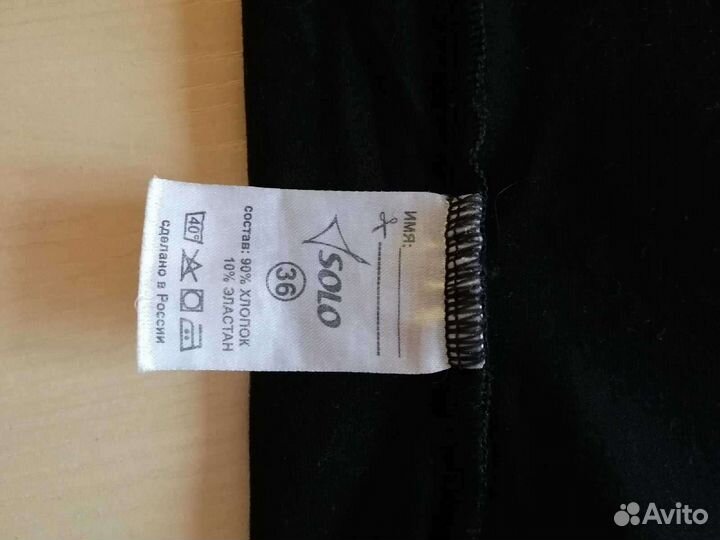 ИМЯ:
SOLO
36
состав: 90% ХЛОПОК
10% ЭЛАСТАН
40°
сделано в России
Avito